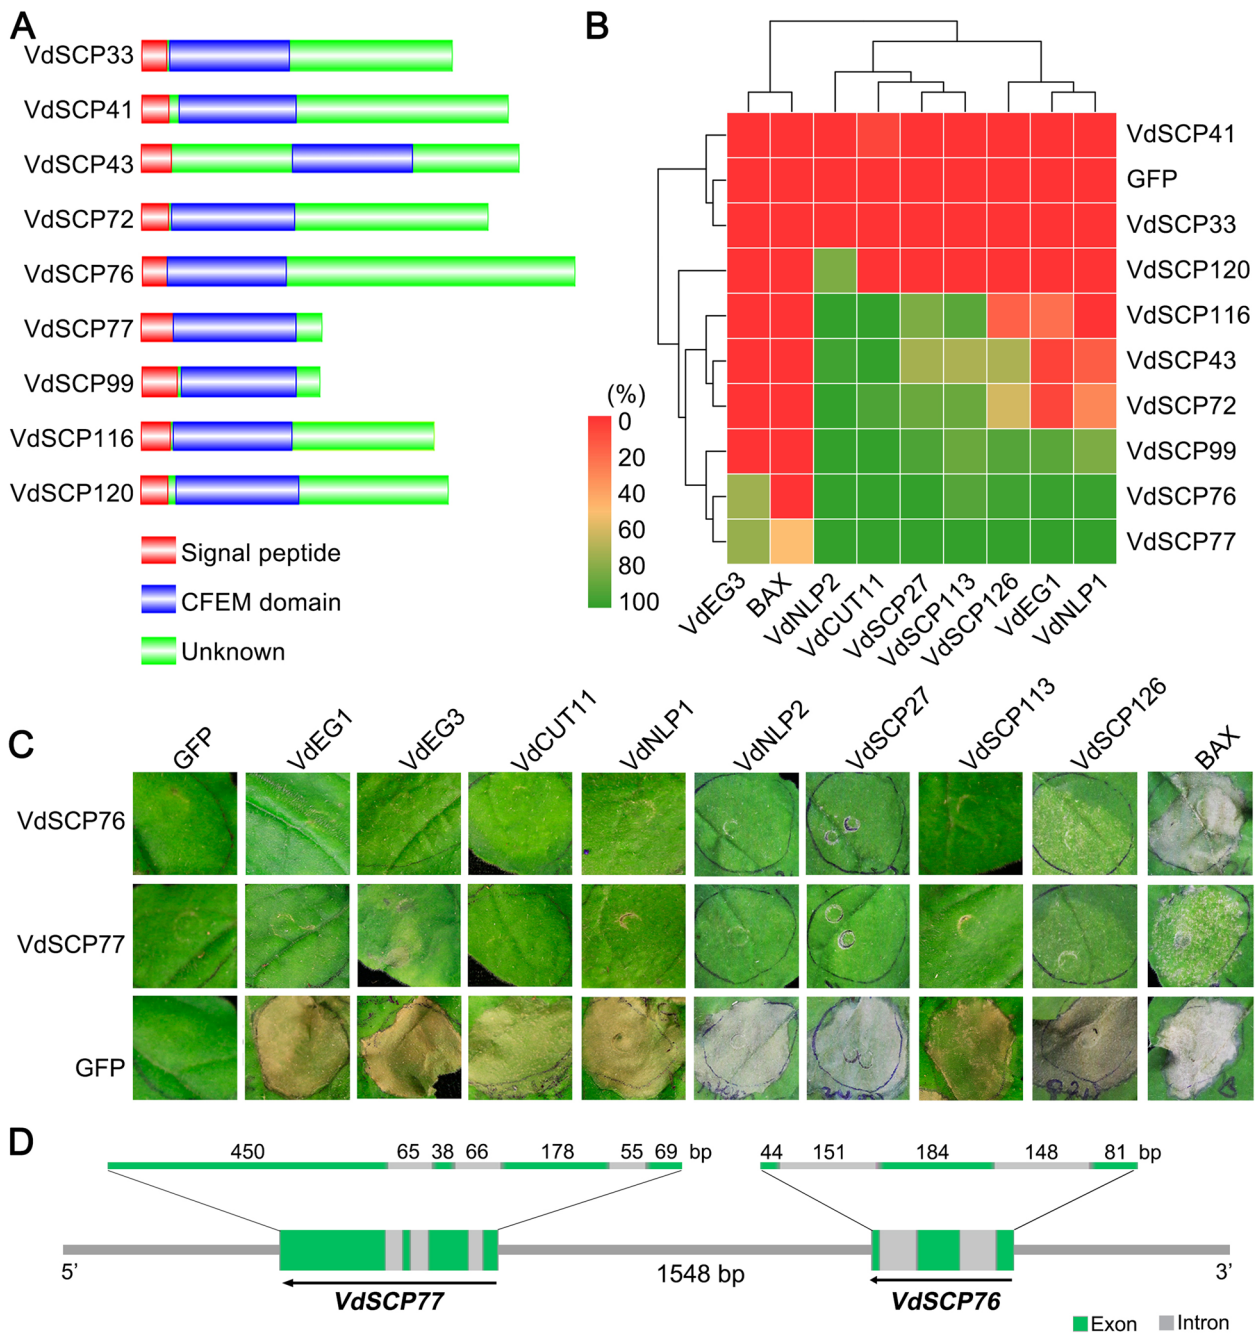 A
VdSCP33
VdSCP41
VdSCP43
VdSCP72
VdSCP76
VdSCP77
VdSCP99
VdSCP116
VdSCP120
Signal peptide
CFEM domain
Unknown
B
VdSCP41
GFP
VdSCP33
VdSCP120
VdSCP116
VdSCP43
VdSCP72
VdSCP99
VdSCP76
VdSCP77
(%)
0
20
40
60
80
100
VdEG3
BAX
VdNLP2
VdCUT11
VdSCP27
VdSCP113
VdSCP126
VdEG1
VdNLP1
C
GFP
VdEG1
VdEG3
VdCUT11
VdNLP1
VdNLP2
VdSCP27
VdSCP113
VdSCP126
BAX
VdSCP76
VdSCP77
GFP
D
450 65 38 66 178 55 69 bp
44 151 184 148 81 bp
5’ 1548 bp 3’
VdSCP77 VdSCP76
Exon Intron